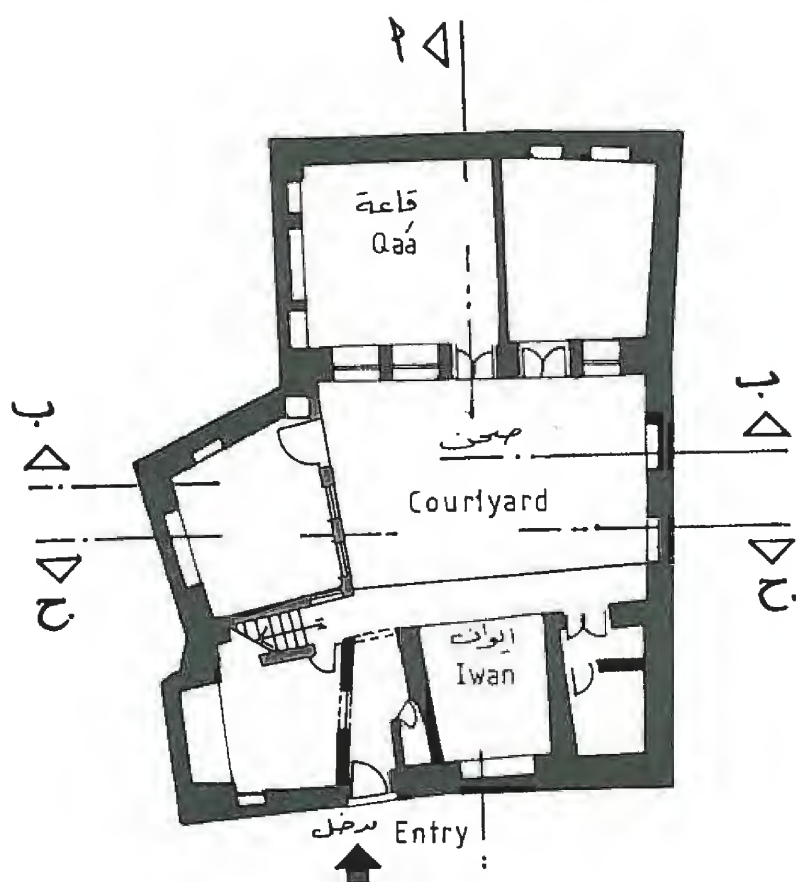 قاعة
Qaá
ب
ب
صحن
Courtyard
ج
ج
ايوان
Iwan
مدخل
Entry